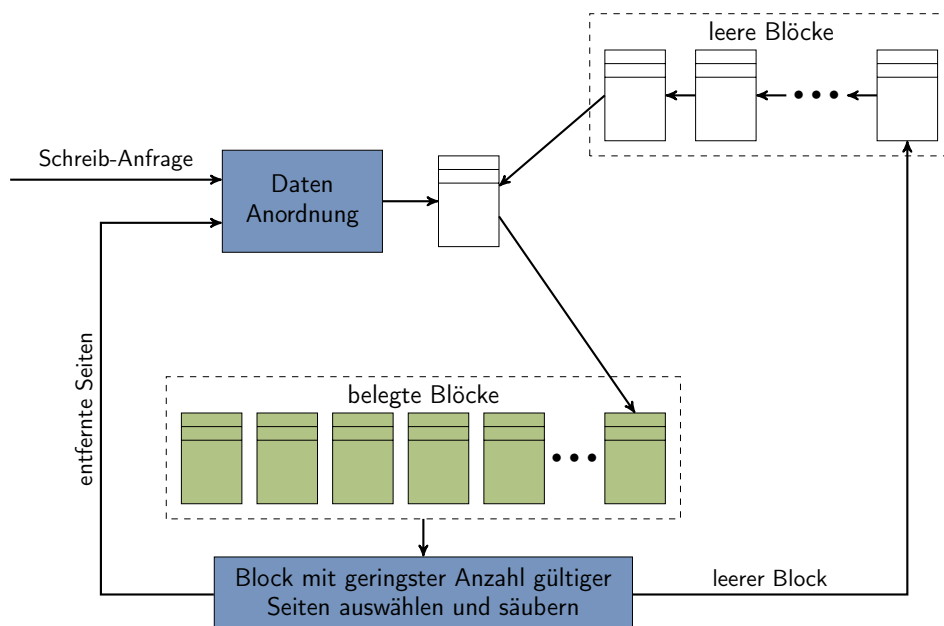 leere Blöcke
Schreib-Anfrage
Daten
Anordnung
entfernte Seiten
belegte Blöcke
Block mit geringster Anzahl gültiger
Seiten auswählen und säubern
leerer Block